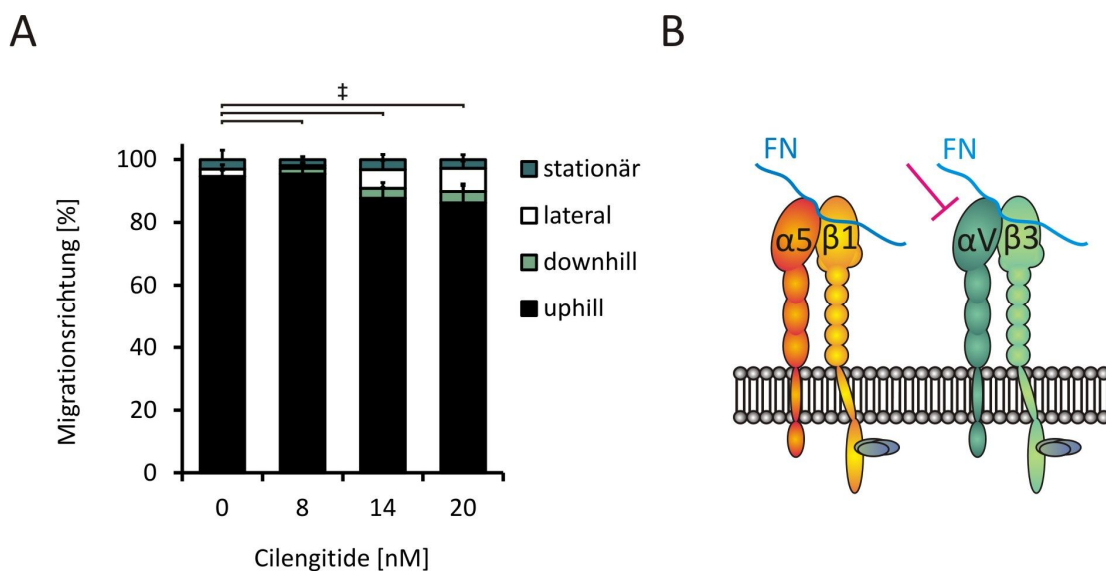 A
B
‡
100
80
60
40
20
0
Migrationsrichtung [%]
0 8 14 20
Cilengitide [nM]
stationär
lateral
downhill
uphill
FN FN
α5 β1 αV β3